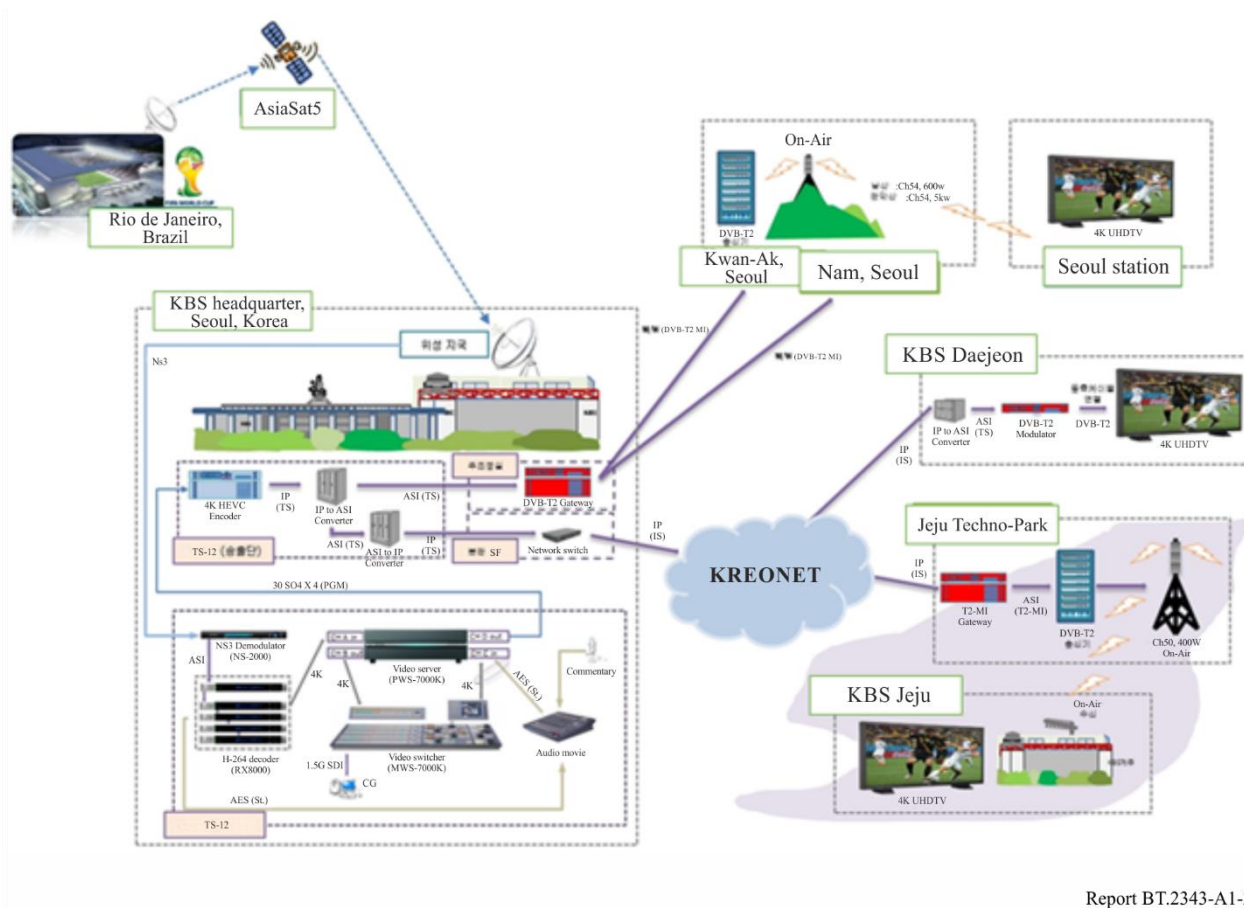 AsiaSat5
FIFA WORLD CUP
Rio de Janeiro,
Brazil
On-Air
:Ch54, 600w
:Ch54, 5kw
DVB-T2
4K UHDTV
Kwan-Ak,
Seoul
Nam, Seoul
Seoul station
KBS headquarter,
Seoul, Korea
위성 지국
Ns3
(DVB-T2 MI)
(DVB-T2 MI)
KBS Daejeon
IP to ASI
Converter
ASI
(TS)
DVB-T2
Modulator
DVB-T2
4K UHDTV
IP
(IS)
4K HEVC
Encoder
IP
(TS)
IP to ASI
Converter
ASI (TS)
DVB-T2 Gateway
ASI (TS)
ASI to IP
Converter
IP
(TS)
Network switch
SF
TS-12
IP
(IS)
KREONET
Jeju Techno-Park
IP
(IS)
T2-MI
Gateway
ASI
(T2-MI)
DVB-T2
Ch50, 400W
On-Air
30 SO4 X 4 (PGM)
NS3 Demodulator
(NS-2000)
ASI
4K
4K
Video server
(PWS-7000K)
4K
AES (St.)
Commentary
H-264 decoder
(RX8000)
1.5G SDI
CG
Video switcher
(MWS-7000K)
Audio movie
AES (St.)
TS-12
KBS Jeju
On-Air
4K UHDTV
Report BT.2343-A1-